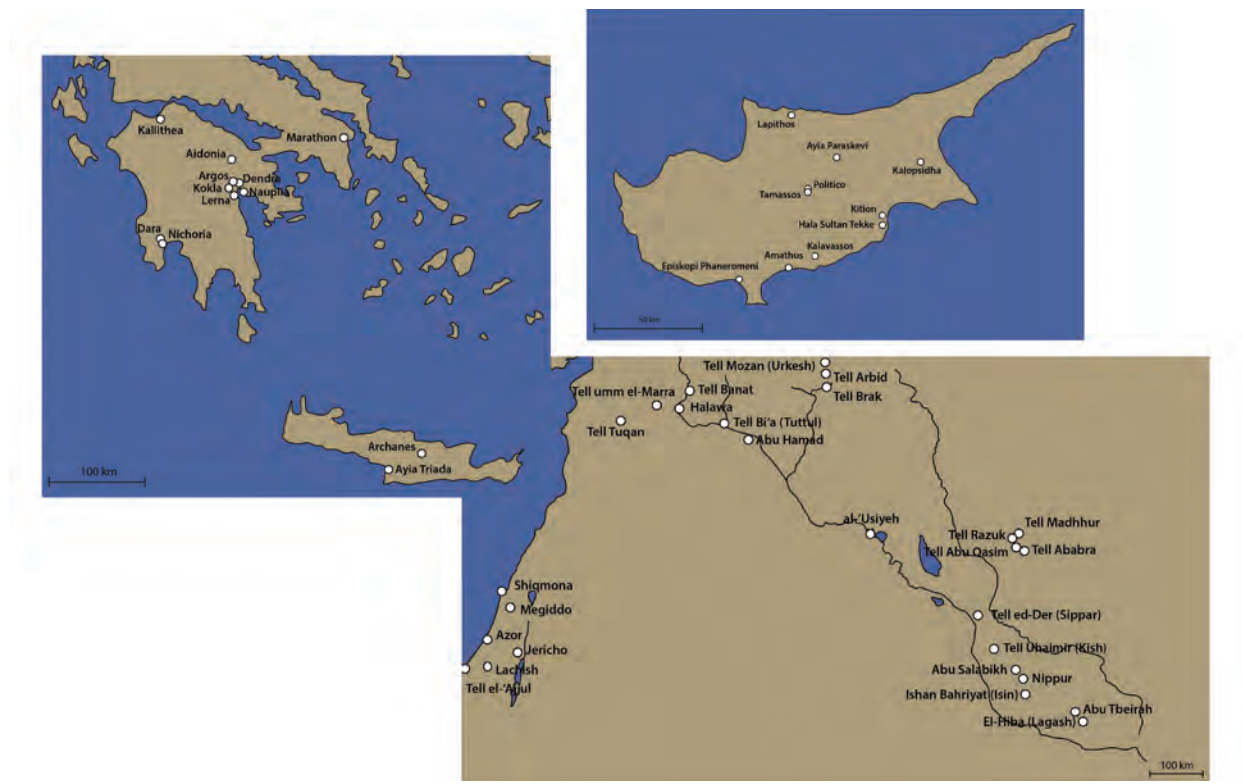 Kallithea
Marathon
Aidonia
Argos
Dendra
Kokla
Nauplia
Lerna
Dara
Nichoria
Archanes
Ayia Triada
100 km
Lapithos
Ayia Paraskevi
Kalopsidha
Politico
Tamassos
Kition
Hala Sultan Tekke
Kalavassos
Amathus
Episkopi Phaneromeni
50 km
Tell Mozan (Urkesh)
Tell Arbid
Tell Banat
Tell Brak
Tell umm el-Marra
Halawa
Tell Bi'a (Tuttul)
Tell Tuqan
Abu Hamad
al-'Usiyeh
Tell Madhhur
Tell Razuk
Tell Abu Qasim
Tell Ababra
Shiqmona
Megiddo
Tell ed-Der (Sippar)
Azor
Jericho
Tell Uhaimir (Kish)
Lachish
Abu Salabikh
Nippur
Tell el-'Ajjul
Ishan Bahriyat (Isin)
Abu Tbeirah
El-Hiba (Lagash)
100 km